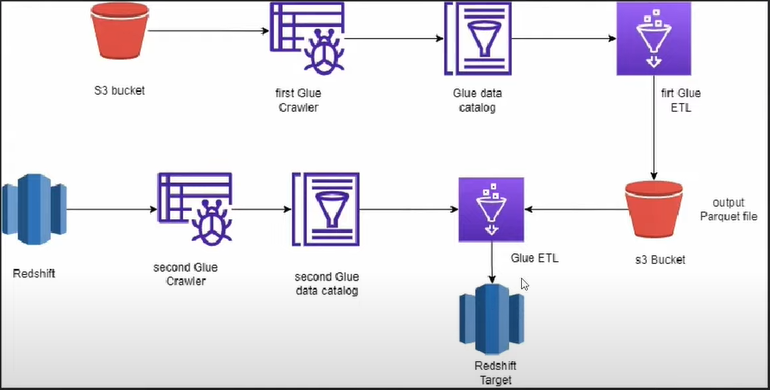 S3 bucket
first Glue
Crawler
Glue data
catalog
firt Glue
ETL
output
Parquet file
s3 Bucket
Redshift
second Glue
Crawler
second Glue
data catalog
Glue ETL
Redshift
Target